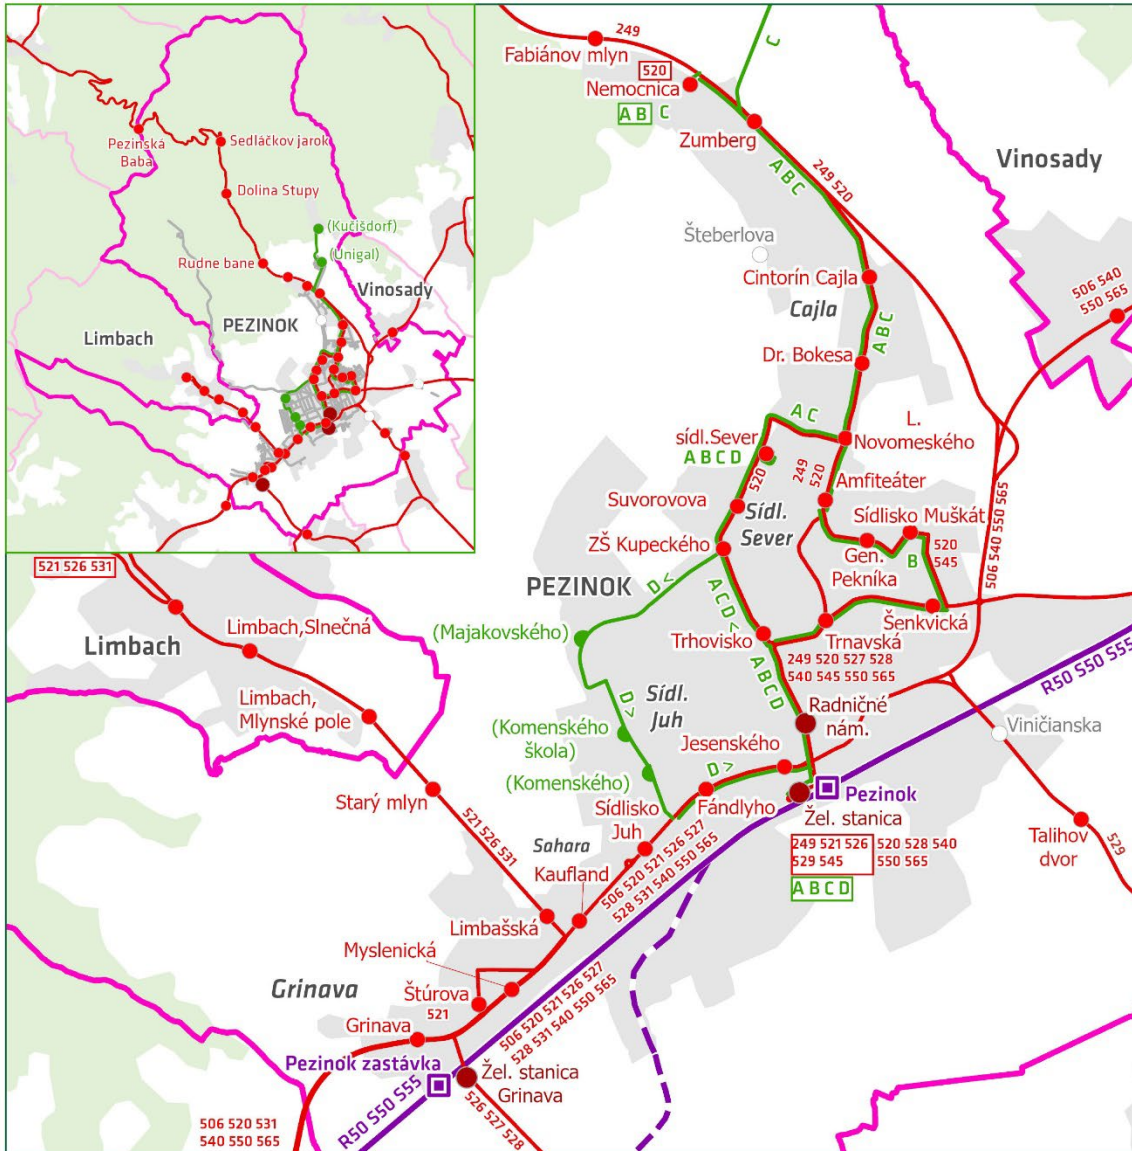 Pezinská
Baba
Sedláčkov jarok
Dolina Stupy
(Kučišdorf)
(Unigal)
Rudne bane
Vinosady
PEZINOK
Limbach
249
Fabiánov mlyn
520
Nemocnica
A B C
C
Zumberg
A B C
249 520
Vinosady
Šteberlova
Cintorín Cajla
Cajla
506 540
550 565
A B C
Dr. Bokesa
A C
L.
Novomeského
sídl.Sever
A B C D
249
520
520
Amfiteáter
Suvorovova
Sídl.
Sever
Sídlisko Muškát
506 540 550 565
ZŠ Kupeckého
Gen.
Pekníka
520
545
B
PEZINOK
D <
A C D <
Šenkvická
521 526 531
Limbach,Slnečná
Limbach
(Majakovského)
Trhovisko
Trnavská
249 520 527 528
540 545 550 565
R50 S50 S55
A B C D
Limbach,
Mlynské pole
D >
Sídl.
Juh
Radničné
nám.
(Komenského
škola)
Jesenského
Viničianska
(Komenského)
D >
Starý mlyn
Sídlisko
Juh
Fándlyho
Pezinok
Žel. stanica
249 521 526
529 545
520 528 540
550 565
A B C D
Talihov
dvor
529
521 526 531
Sahara
Kaufland
506 520 521 526 527
528 531 540 550 565
Limbašská
Myslenická
Grinava
Štúrova
521
Grinava
506 520 521 526 527
528 531 540 550 565
Pezinok zastávka
Žel. stanica
Grinava
R50 S50 S55
526 527 528
506 520 531
540 550 565